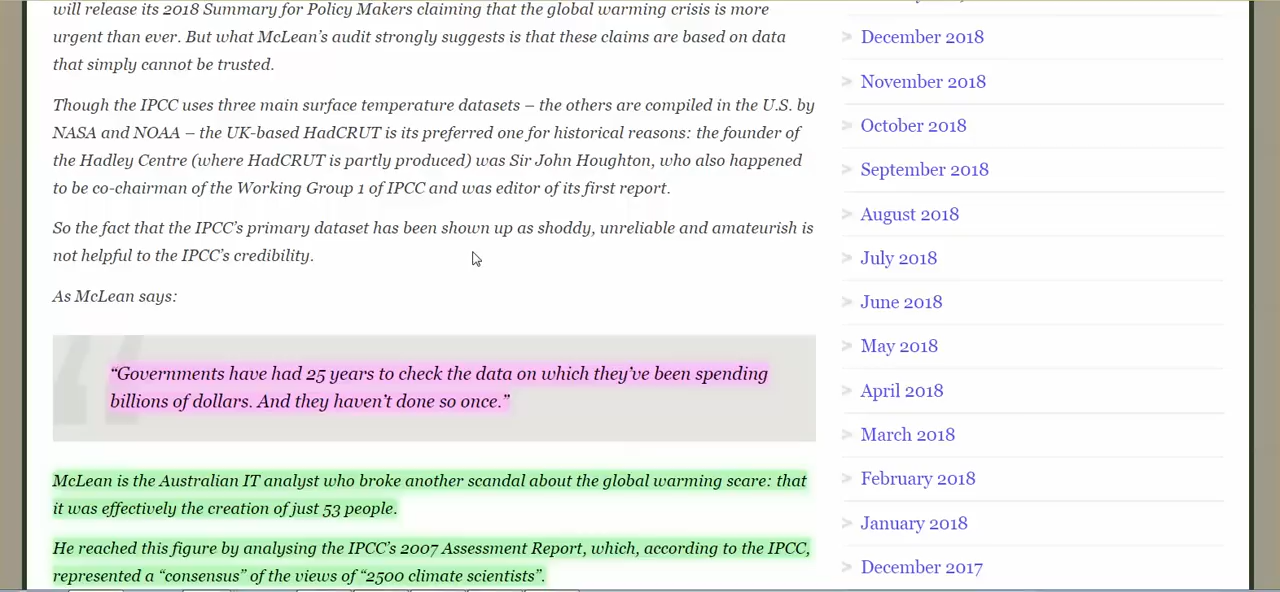 will release its 2018 Summary for Policy Makers claiming that the global warming crisis is more
urgent than ever. But what McLean’s audit strongly suggests is that these claims are based on data
that simply cannot be trusted.
Though the IPCC uses three main surface temperature datasets – the others are compiled in the U.S. by
NASA and NOAA – the UK-based HadCRUT is its preferred one for historical reasons: the founder of
the Hadley Centre (where HadCRUT is partly produced) was Sir John Houghton, who also happened
to be co-chairman of the Working Group 1 of IPCC and was editor of its first report.
So the fact that the IPCC’s primary dataset has been shown up as shoddy, unreliable and amateurish is
not helpful to the IPCC’s credibility.
As McLean says:
“Governments have had 25 years to check the data on which they’ve been spending
billions of dollars. And they haven’t done so once.”
McLean is the Australian IT analyst who broke another scandal about the global warming scare: that
it was effectively the creation of just 53 people.
He reached this figure by analysing the IPCC’s 2007 Assessment Report, which, according to the IPCC,
represented a “consensus” of the views of “2500 climate scientists”.
December 2018
November 2018
October 2018
September 2018
August 2018
July 2018
June 2018
May 2018
April 2018
March 2018
February 2018
January 2018
December 2017